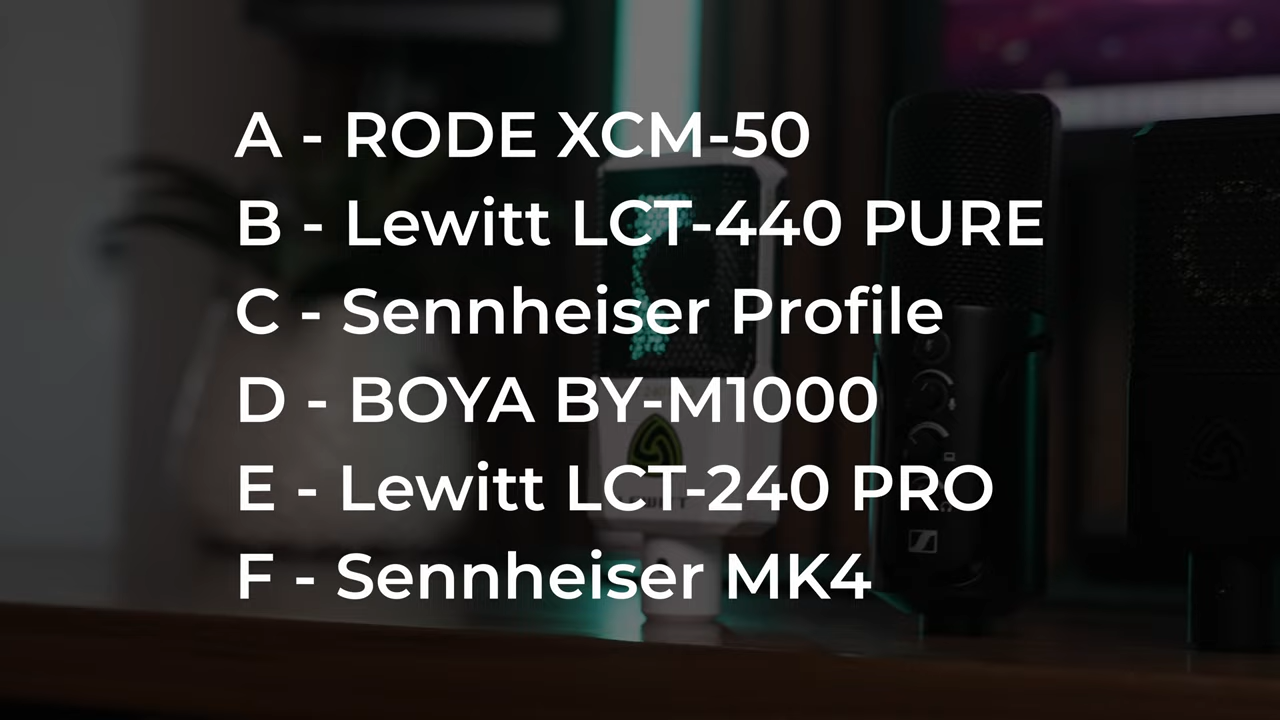 A - RODE XCM-50
B - Lewitt LCT-440 PURE
C - Sennheiser Profile
D - BOYA BY-M1000
E - Lewitt LCT-240 PRO
F - Sennheiser MK4